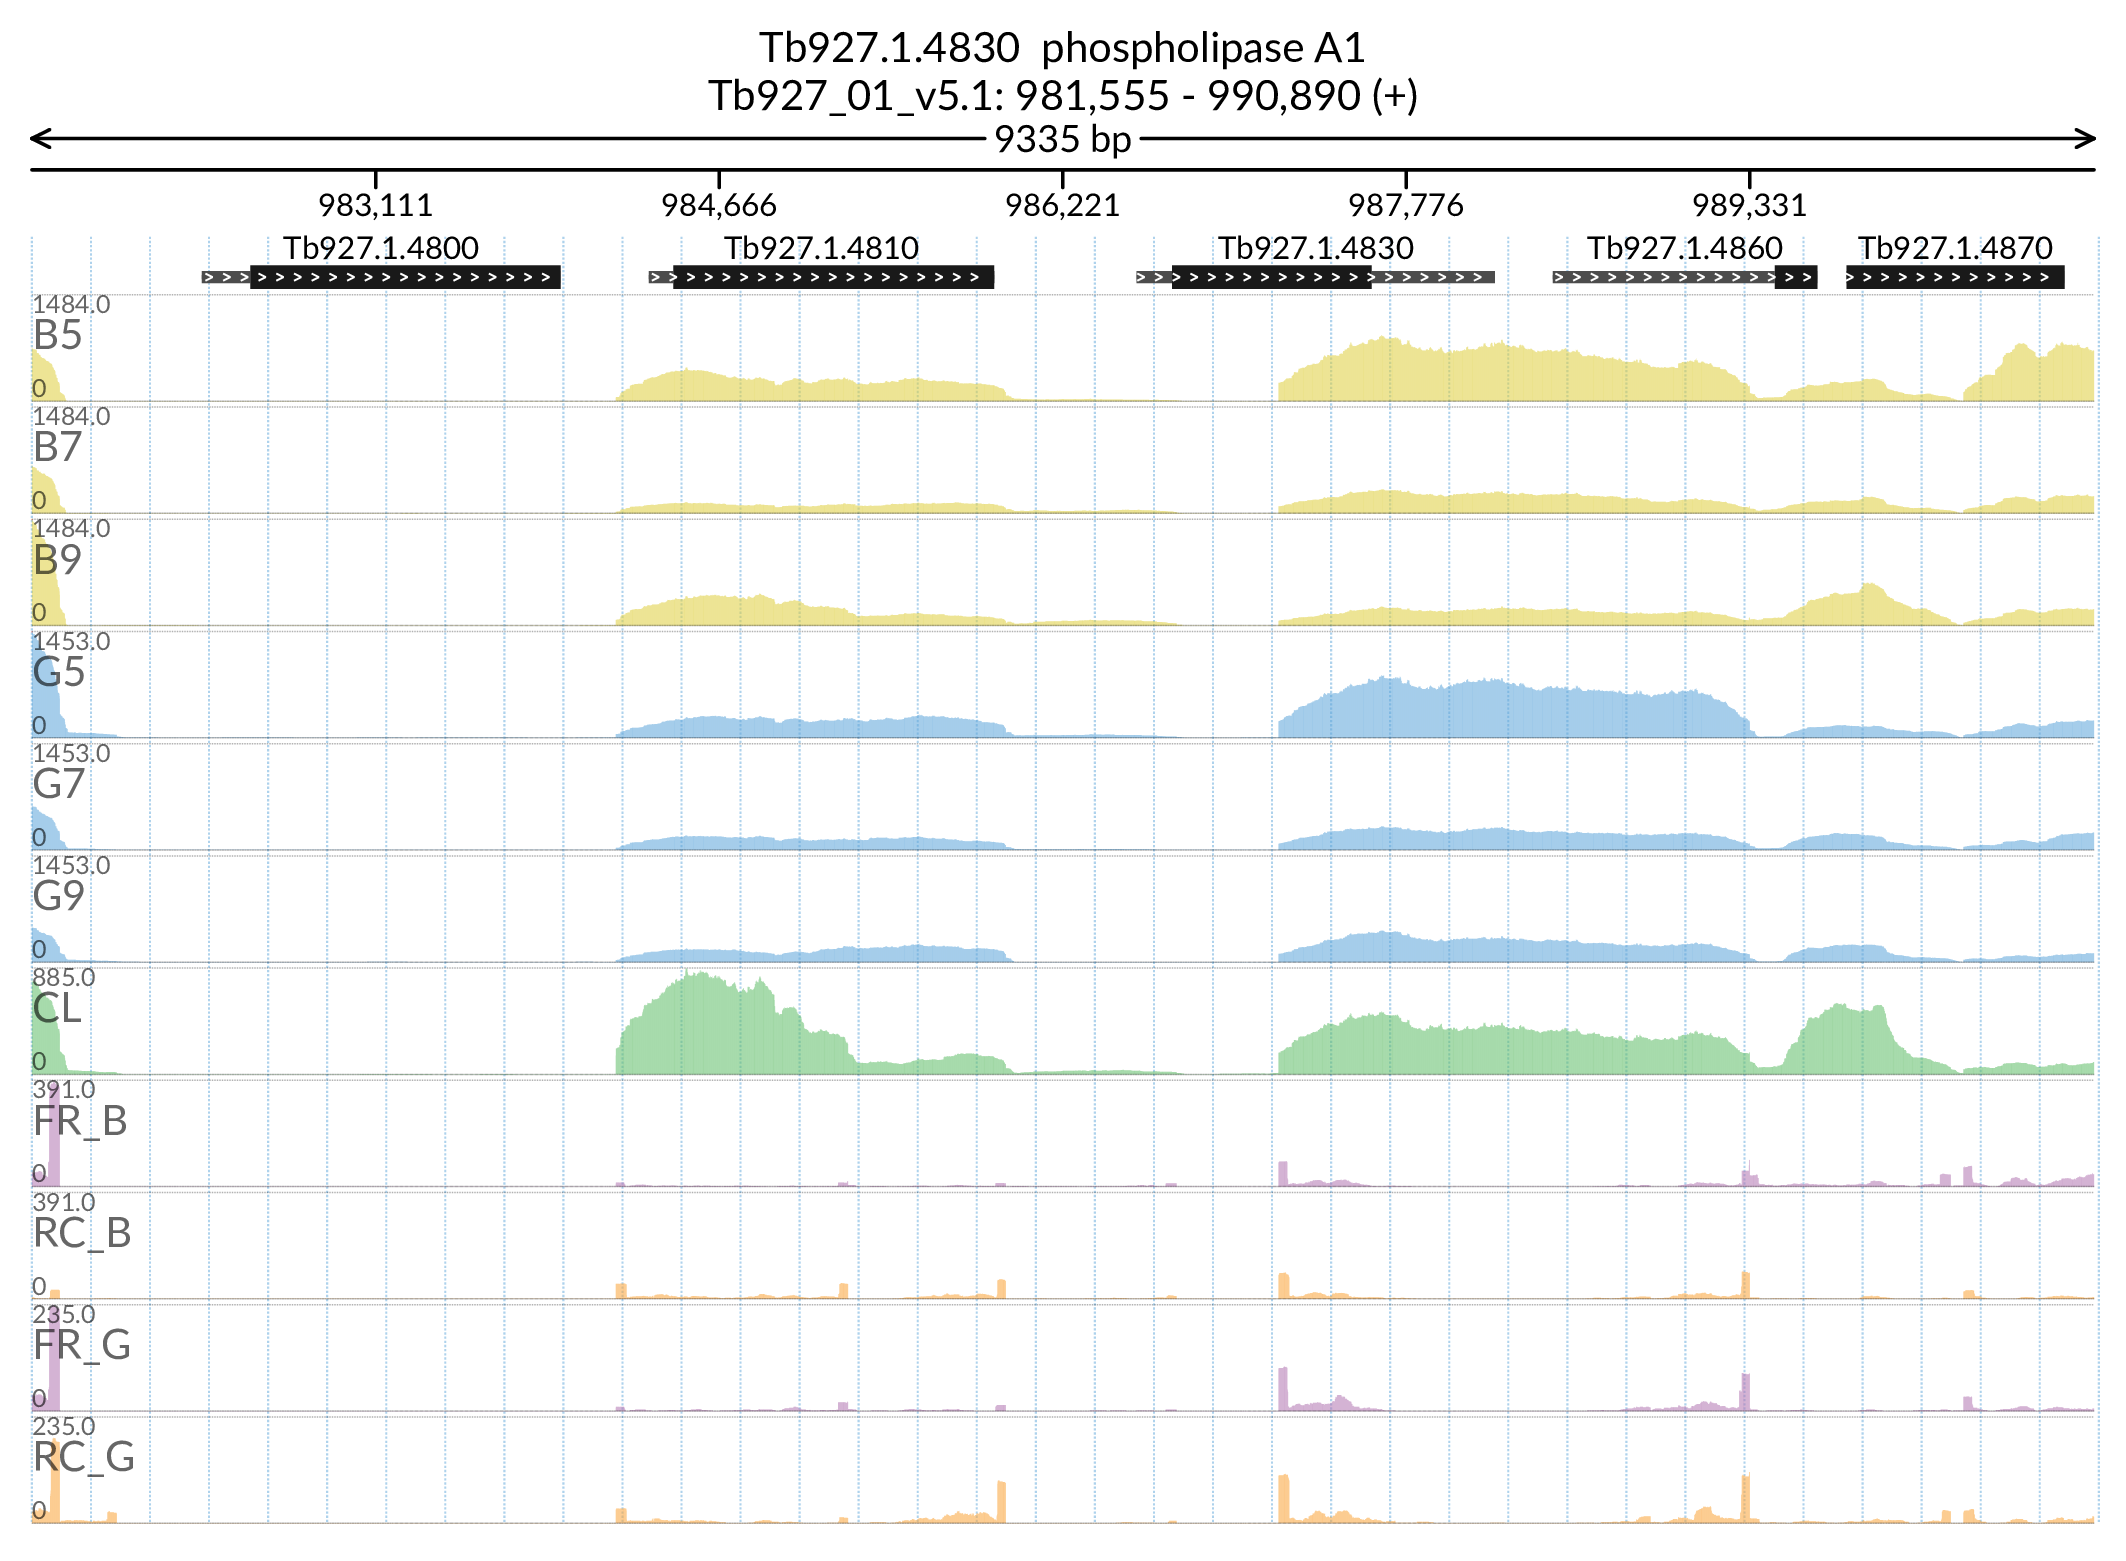 Tb927.1.4830 phospholipase A1
Tb927_01_v5.1: 981,555 - 990,890 (+)
9335 bp
983,111 984,666 986,221 987,776 989,331
Tb927.1.4800 Tb927.1.4810 Tb927.1.4830 Tb927.1.4860 Tb927.1.4870
1484.0
B5
0
1484.0
B7
0
1484.0
B9
0
1453.0
G5
0
1453.0
G7
0
1453.0
G9
0
885.0
CL
0
391.0
FR_B
0
391.0
RC_B
0
235.0
FR_G
0
235.0
RC_G
0